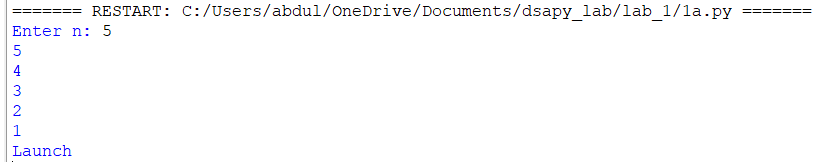 ======= RESTART: C:/Users/abdul/OneDrive/Documents/dsapy_lab/lab_1/1a.py =======
Enter n: 5
5
4
3
2
1
Launch